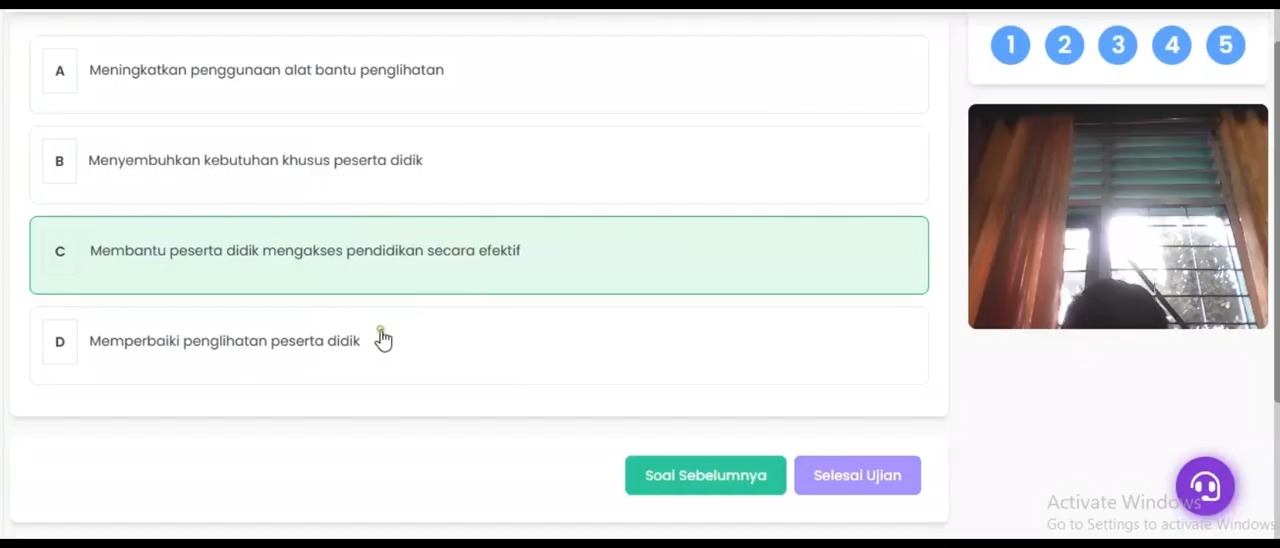 1 2 3 4 5
A Meningkatkan penggunaan alat bantu penglihatan
B Menyembuhkan kebutuhan khusus peserta didik
C Membantu peserta didik mengakses pendidikan secara efektif
D Memperbaiki penglihatan peserta didik
Soal Sebelumnya
Selesai Ujian
Activate Windows
Go to Settings to activate Windows